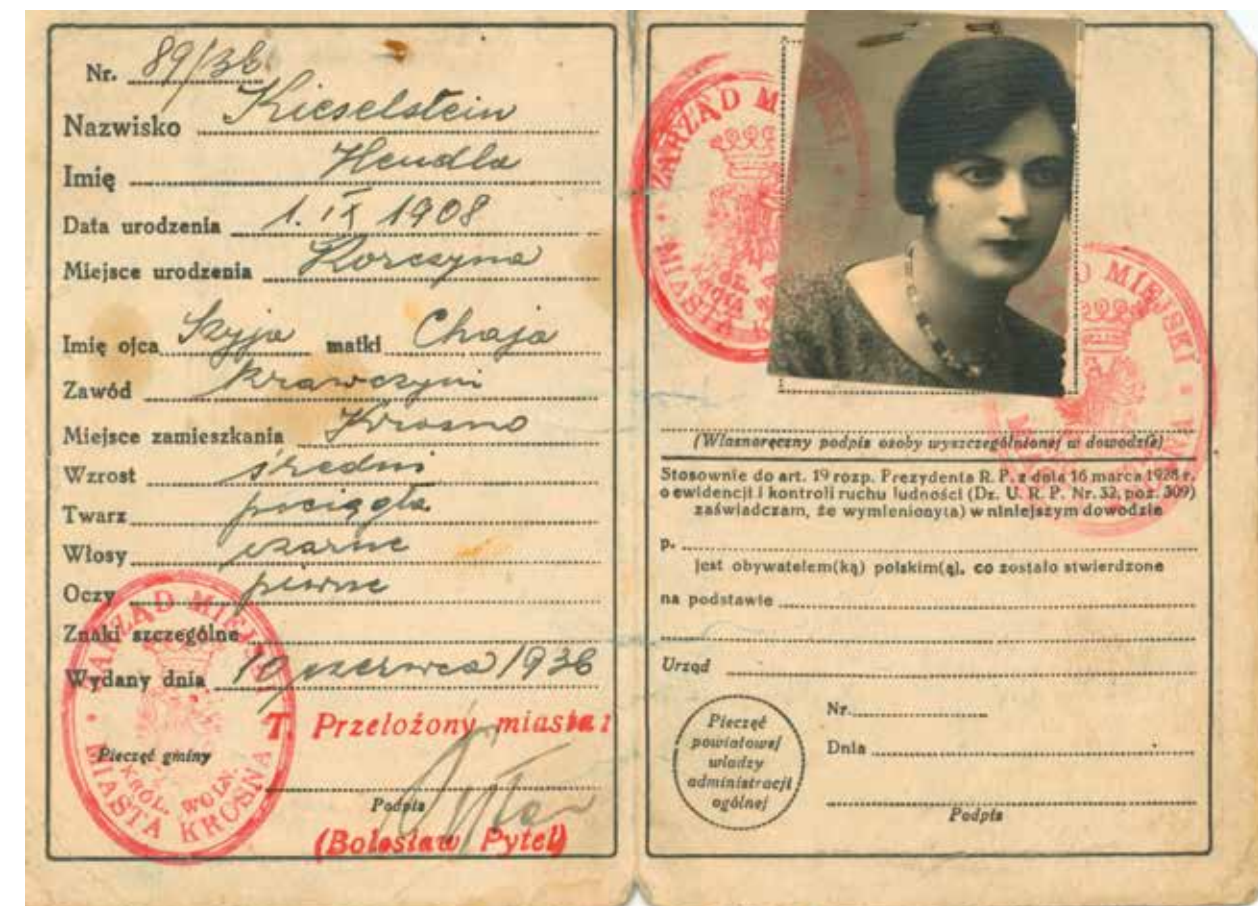 Nr. 89/36.
Nazwisko Kieselstein
Imię Hendla
Data urodzenia 1. IX 1908
Miejsce urodzenia Korczyna
Imię ojca Szyja matki Chaja
Zawód krawczyni
Miejsce zamieszkania Krosno
Wzrost średni
Twarz pociągła
Włosy czarne
Oczy piwne
Znaki szczególne
Wydany dnia 10 czerwca 1936
T. Przełożony miasta:
Pieczęć gminy
Podpis
(Bolesław Pytel)
ZARZĄD MIEJSKI
KRÓL. WOLN.
MIASTA KROSNA
ZARZĄD MIEJSKI
(Własnoręczny podpis osoby wyszczególnionej w dowodzie)
Stosownie do art. 19 rozp. Prezydenta R. P. z dnia 16 marca 1928 r.
o ewidencji i kontroli ruchu ludności (Dz. U. R. P. Nr. 32, poz. 309)
zaświadczam, że wymieniony(a) w niniejszym dowodzie
p.
jest obywatelem(ką) polskim(ą), co zostało stwierdzone
na podstawie
p.
Urząd
Pieczęć
powiatowej
władzy
administracji
ogólnej
Nr.
Dnia
Podpis